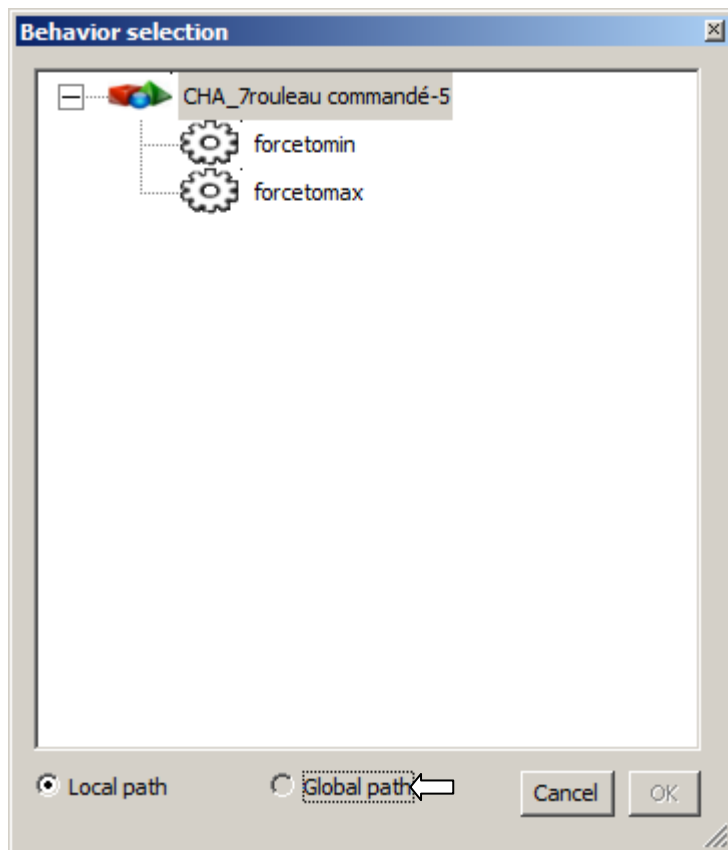 Behavior selection
CHA_7rouleau commandé-5
forcetomin
forcetomax
Local path
Global path
Cancel
OK